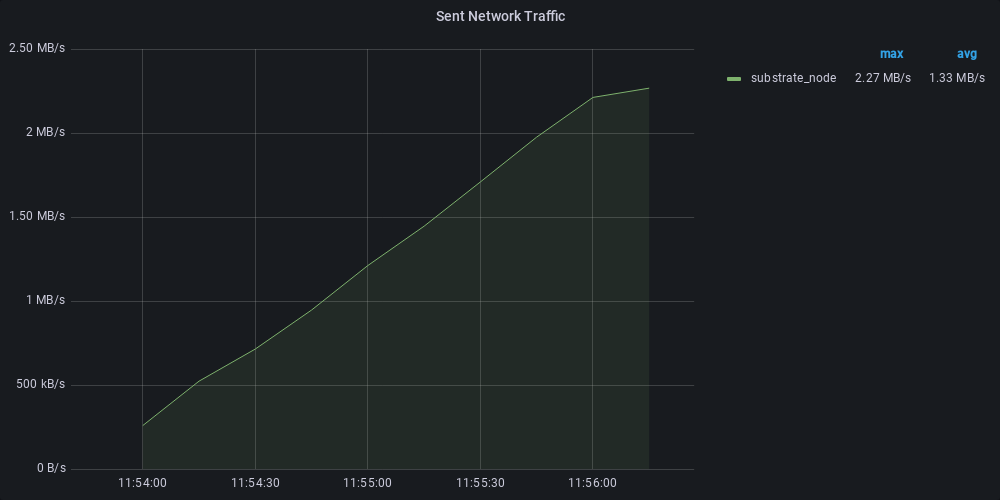 Sent Network Traffic
2.50 MB/s
2 MB/s
1.50 MB/s
1 MB/s
500 kB/s
0 B/s
11:54:00 11:54:30 11:55:00 11:55:30 11:56:00
max avg
substrate_node 2.27 MB/s 1.33 MB/s